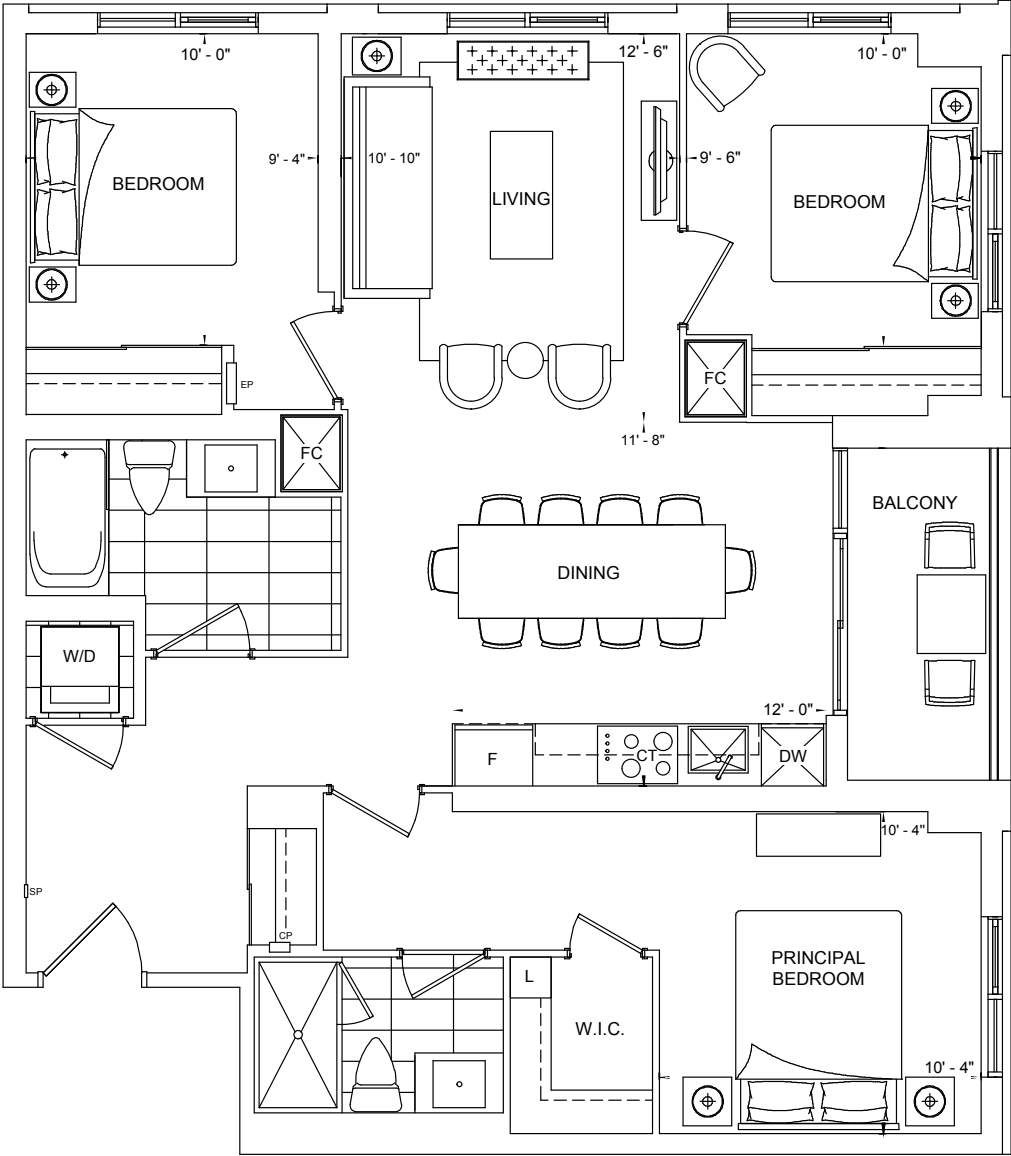 10' - 0"
12' - 6"
10' - 0"
9' - 4"
10' - 10"
9' - 6"
BEDROOM
LIVING
BEDROOM
EP
FC
FC
11' - 8"
BALCONY
DINING
W/D
12' - 0"
F
CT
DW
10' - 4"
SP
CP
PRINCIPAL
BEDROOM
L
W.I.C.
10' - 4"